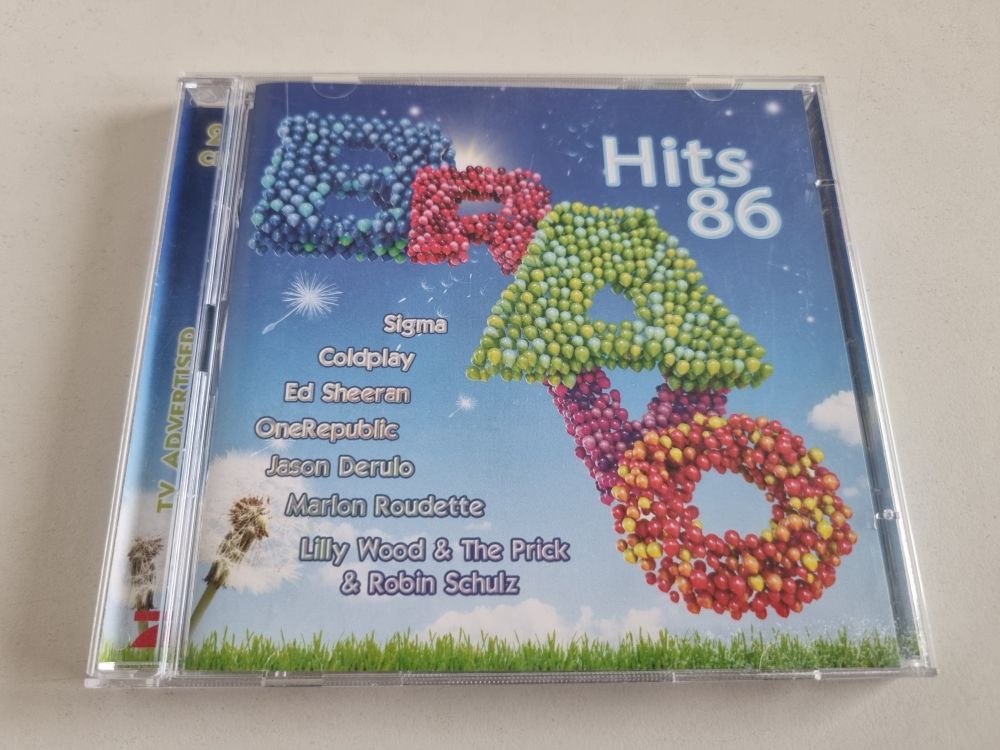 BRAVO
Hits
86
Sigma
Coldplay
Ed Sheeran
OneRepublic
Jason Derulo
Marlon Roudette
Lilly Wood & The Prick
& Robin Schulz
TV ADVERTISED